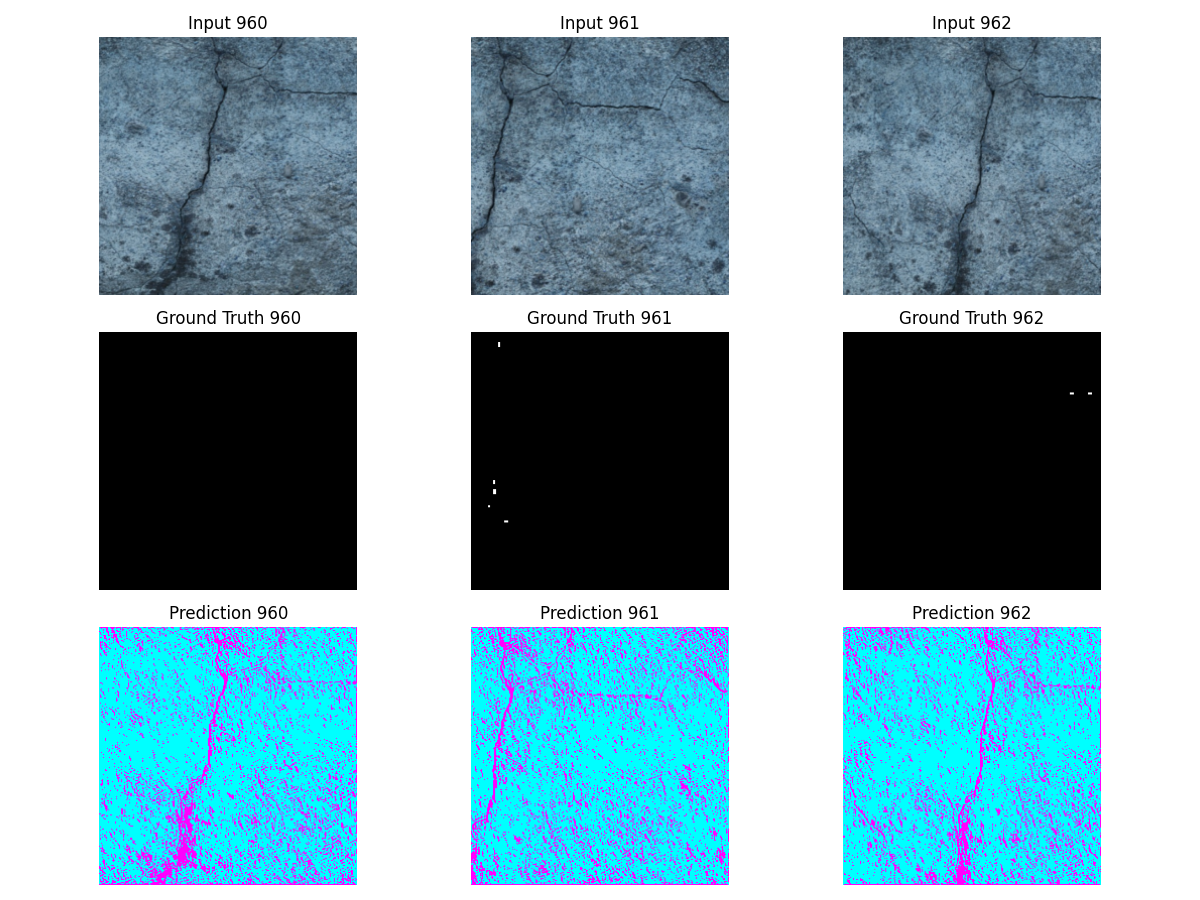 Input 960
Input 961
Input 962
Ground Truth 960
Ground Truth 961
Ground Truth 962
Prediction 960
Prediction 961
Prediction 962